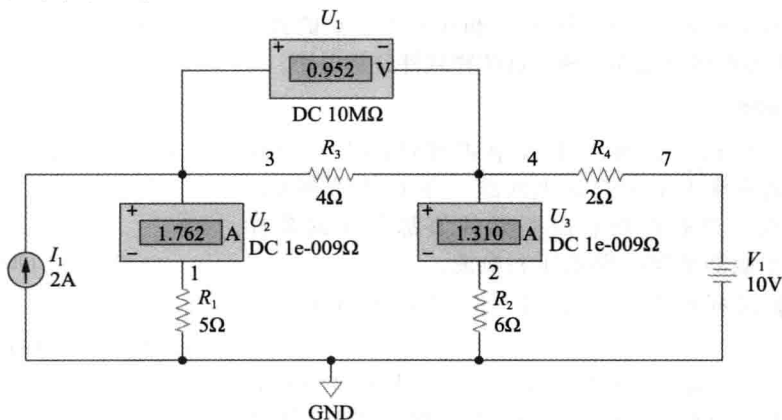 U1
+ −
0.952 V
DC 10MΩ
3 R3 4 R4 7
4Ω 2Ω
+ U2 + U3
1.762 A 1.310 A
− DC 1e-009Ω − DC 1e-009Ω
I1 1 2 V1
2A R1 R2 10V
5Ω 6Ω
GND